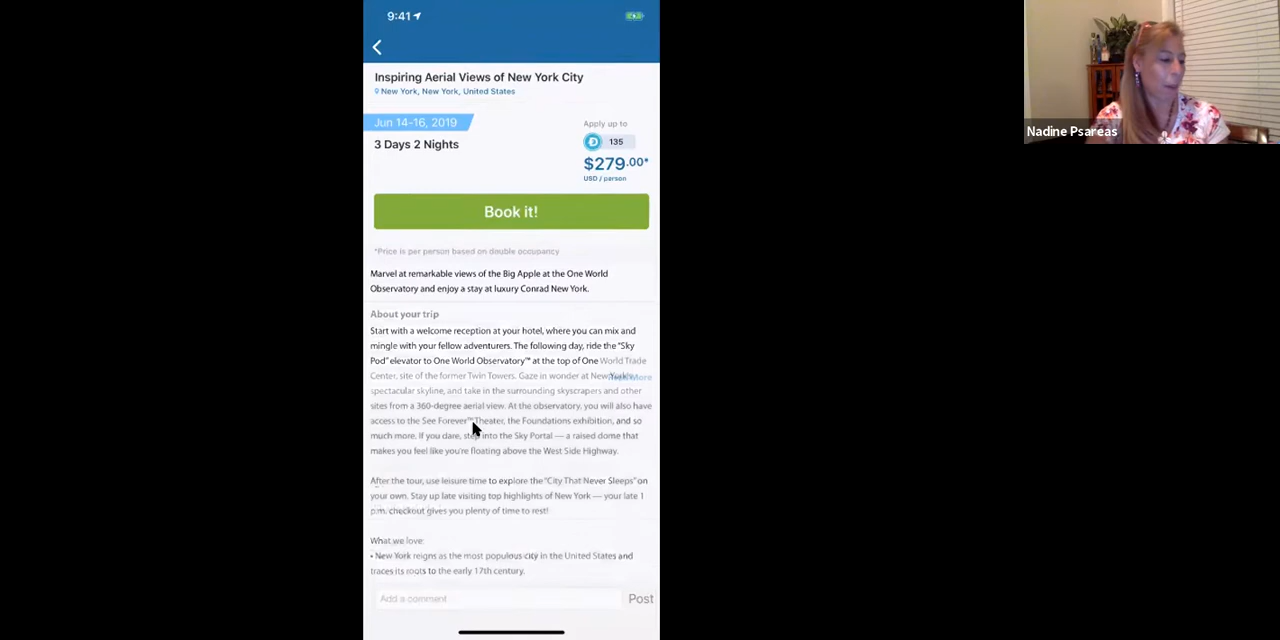 9:41
Inspiring Aerial Views of New York City
New York, New York, United States
Jun 14-16, 2019
Apply up to
135
3 Days 2 Nights
$279.00*
USD / person
Book it!
*Price is per person based on double occupancy
Marvel at remarkable views of the Big Apple at the One World
Observatory and enjoy a stay at luxury Conrad New York.
About your trip
Start with a welcome reception at your hotel, where you can mix and
mingle with your fellow adventurers. The following day, ride the "Sky
Pod" elevator to One World Observatory™ at the top of One World Trade
Center, site of the former Twin Towers. Gaze in wonder at New York's
spectacular skyline, and take in the surrounding skyscrapers and other
sites from a 360-degree aerial view. At the observatory, you will also have
access to the See Forever™ Theater, the Foundations exhibition, and so
much more. If you dare, step into the Sky Portal — a raised dome that
makes you feel like you're floating above the West Side Highway.
After the tour, use leisure time to explore the "City That Never Sleeps" on
your own. Stay up late visiting top highlights of New York — your late 1
p.m. checkout gives you plenty of time to rest!
What we love:
• New York reigns as the most populous city in the United States and
traces its roots to the early 17th century.
Add a comment
Post
Nadine Psareas